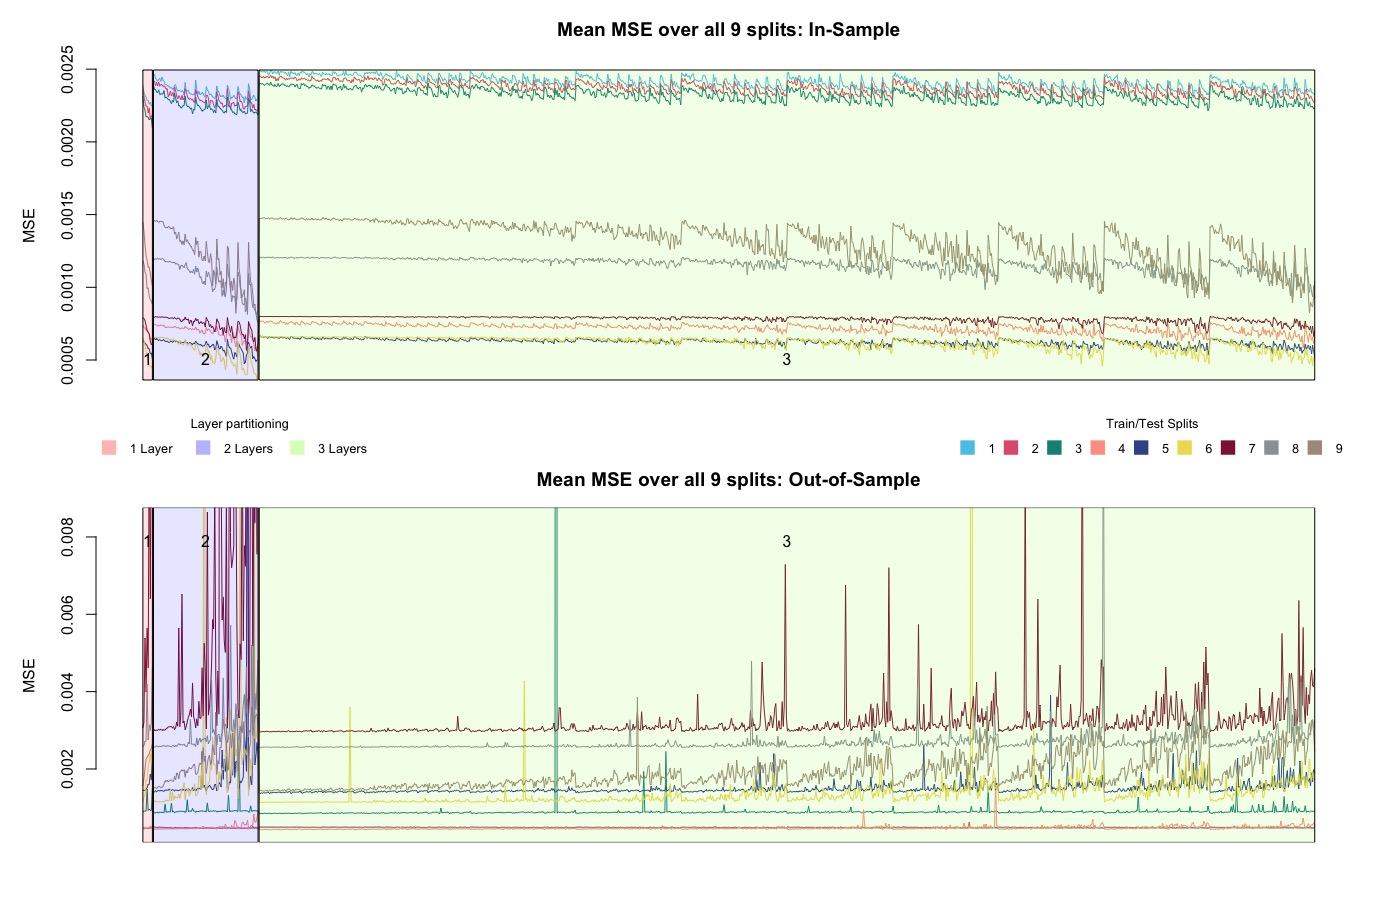 Mean MSE over all 9 splits: In-Sample
MSE
0.0025
0.0020
0.0015
0.0010
0.0005
1
2
3
Layer partitioning
1 Layer
2 Layers
3 Layers
Train/Test Splits
1 2 3 4 5 6 7 8 9
Mean MSE over all 9 splits: Out-of-Sample
MSE
0.008
0.006
0.004
0.002
1
2
3